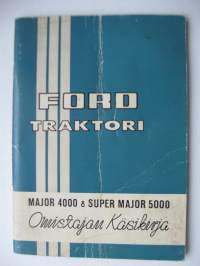 FORD
TRAKTORI
MAJOR 4000 & SUPER MAJOR 5000
Omistajan Käsikirja